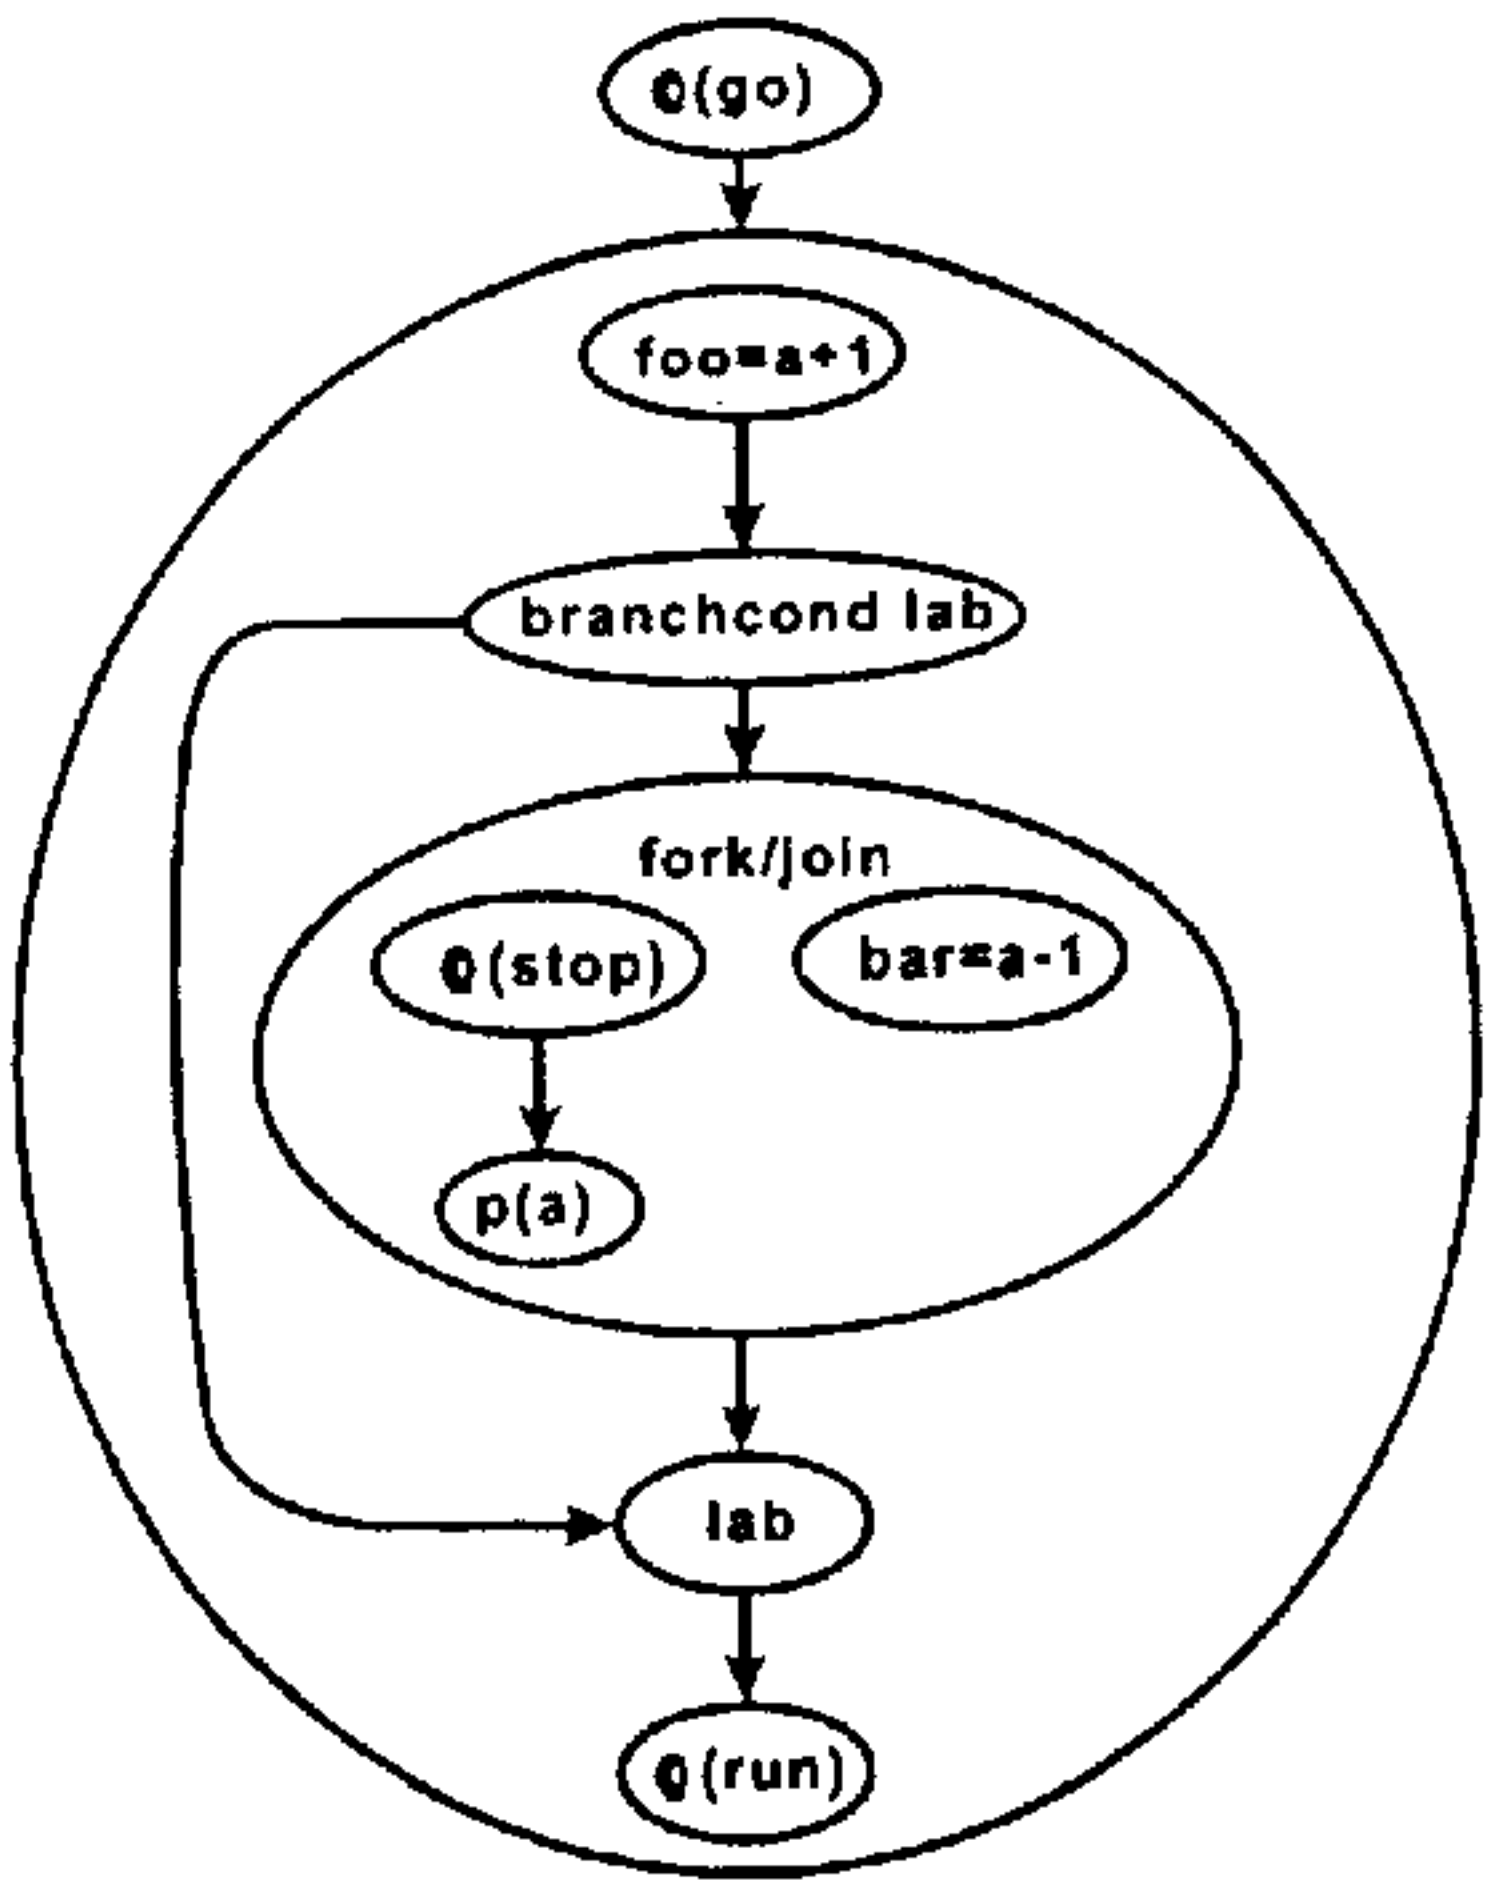 @(go)
foo=a+1
branchcond lab
fork/join
@(stop)
bar=a-1
p(a)
lab
@(run)